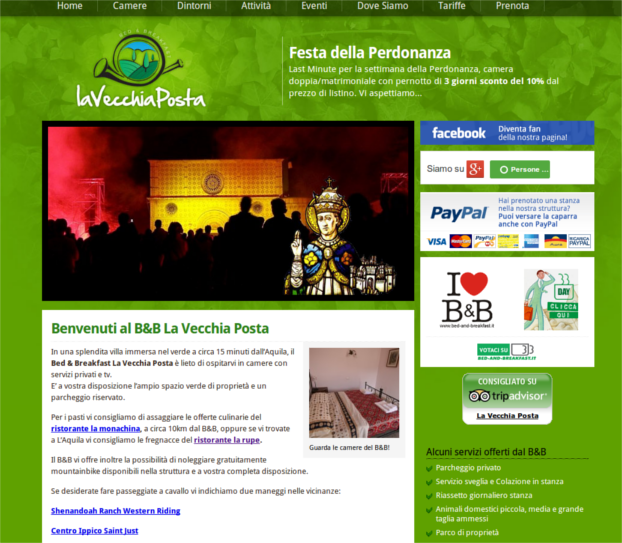 Home Camere Dintorni Attività Eventi Dove Siamo Tariffe Prenota
BED & BREAKFAST
laVecchiaPosta
Festa della Perdonanza
Last Minute per la settimana della Perdonanza, camera
doppia/matrimoniale con pernotto di 3 giorni sconto del 10% dal
prezzo di listino. Vi aspettiamo...
facebook Diventa fan
della nostra pagina!
Siamo su g+ Persone ...
PayPal
Hai prenotato una stanza
nella nostra struttura?
Puoi versare la caparra
anche con PayPal
VISA MasterCard PayPal
I B&B
www.bed-and-breakfast.it
DAY
CLICCA
QUI
VOTACI SU
BED-AND-BREAKFAST.IT
CONSIGLIATO SU
tripadvisor
La Vecchia Posta
Benvenuti al B&B La Vecchia Posta
In una splendida villa immersa nel verde a circa 15 minuti dall'Aquila, il
Bed & Breakfast La Vecchia Posta è lieto di ospitarvi in camere con
servizi privati e tv.
E' a vostra disposizione l'ampio spazio verde di proprietà e un
parcheggio riservato.
Per i pasti vi consigliamo di assaggiare le offerte culinarie del
ristorante la monachina, a circa 10km dal B&B, oppure se vi trovate
a L'Aquila vi consigliamo le fregnacce del ristorante la rupe.
Guarda le camere del B&B!
Il B&B vi offre inoltre la possibilità di noleggiare gratuitamente
mountainbike disponibili nella struttura e a vostra completa disposizione.
Se desiderate fare passeggiate a cavallo vi indichiamo due maneggi nelle vicinanze:
Shenandoah Ranch Western Riding
Centro Ippico Saint Just
Alcuni servizi offerti dal B&B
Parcheggio privato
Servizio sveglia e Colazione in stanza
Riassetto giornaliero stanza
Animali domestici piccola, media e grande
taglia ammessi
Parco di proprietà